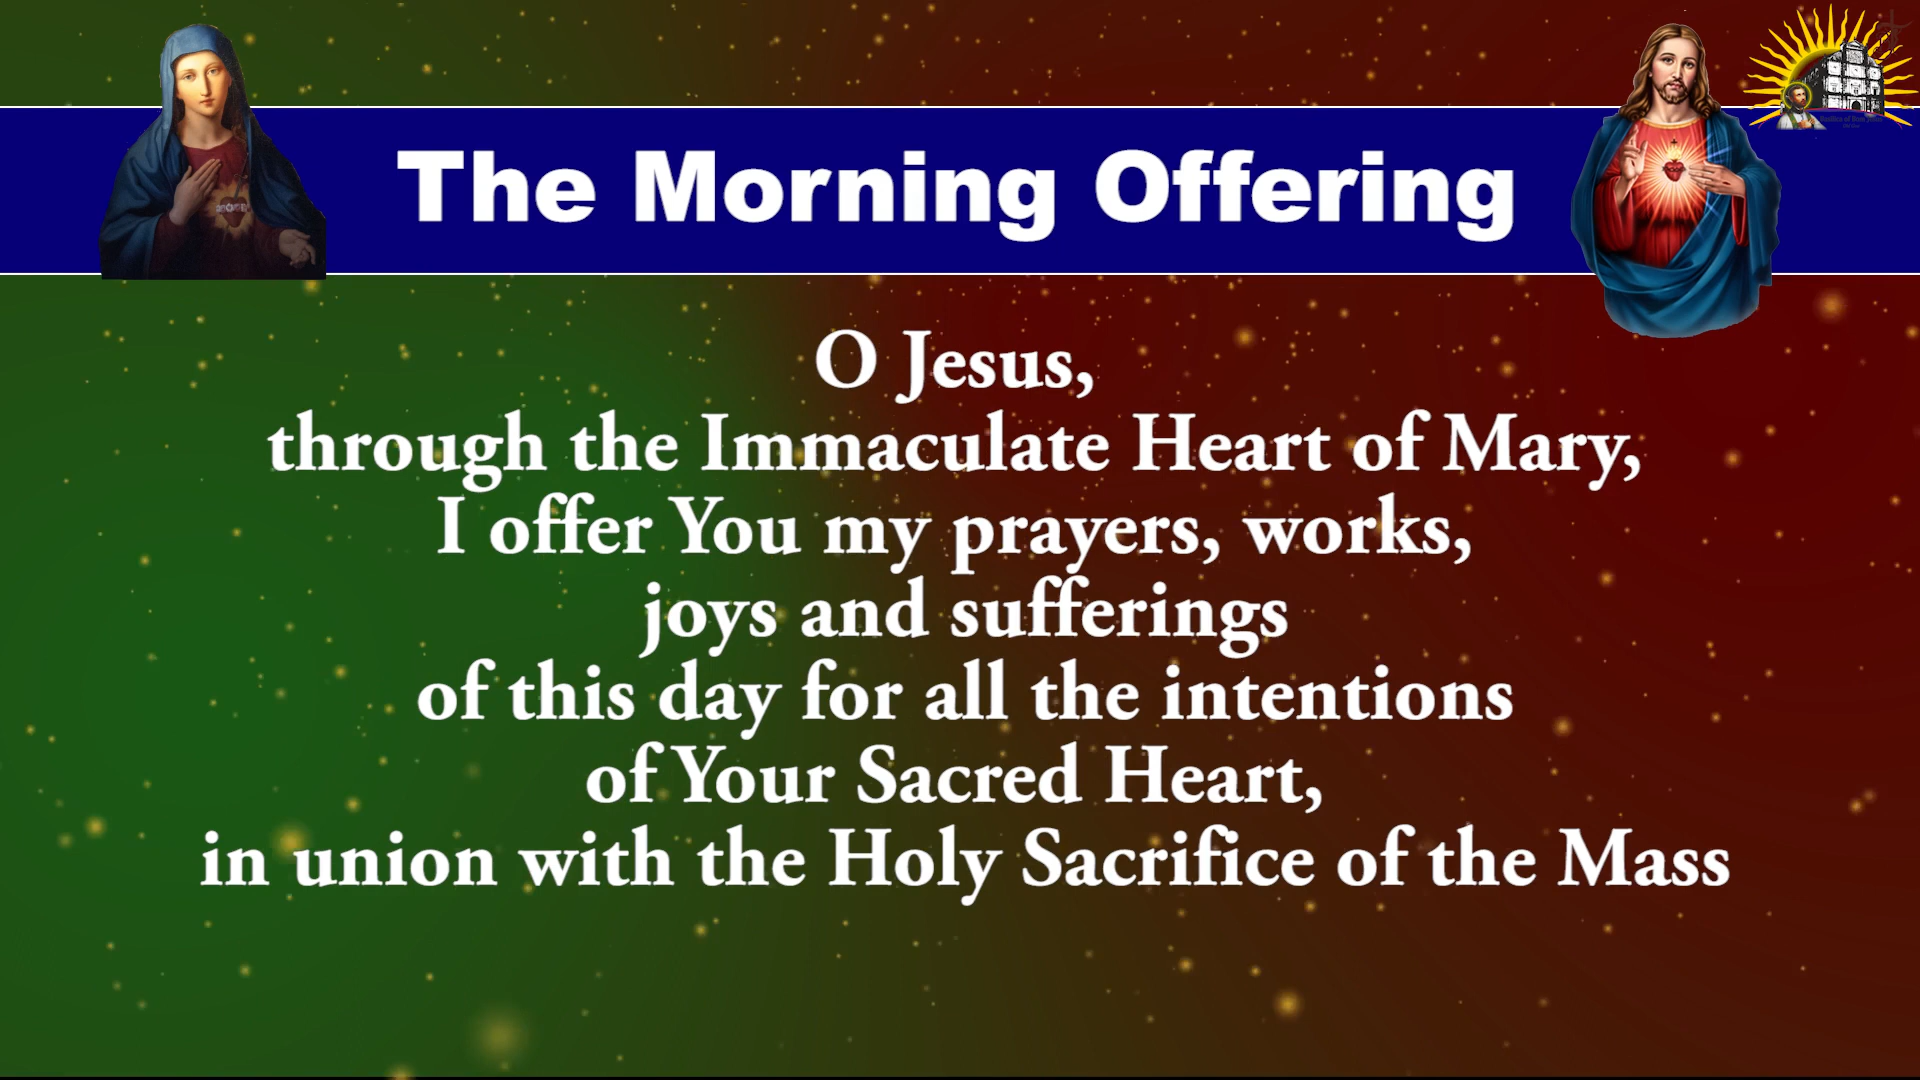 The Morning Offering
O Jesus,
through the Immaculate Heart of Mary,
I offer You my prayers, works,
joys and sufferings
of this day for all the intentions
of Your Sacred Heart,
in union with the Holy Sacrifice of the Mass